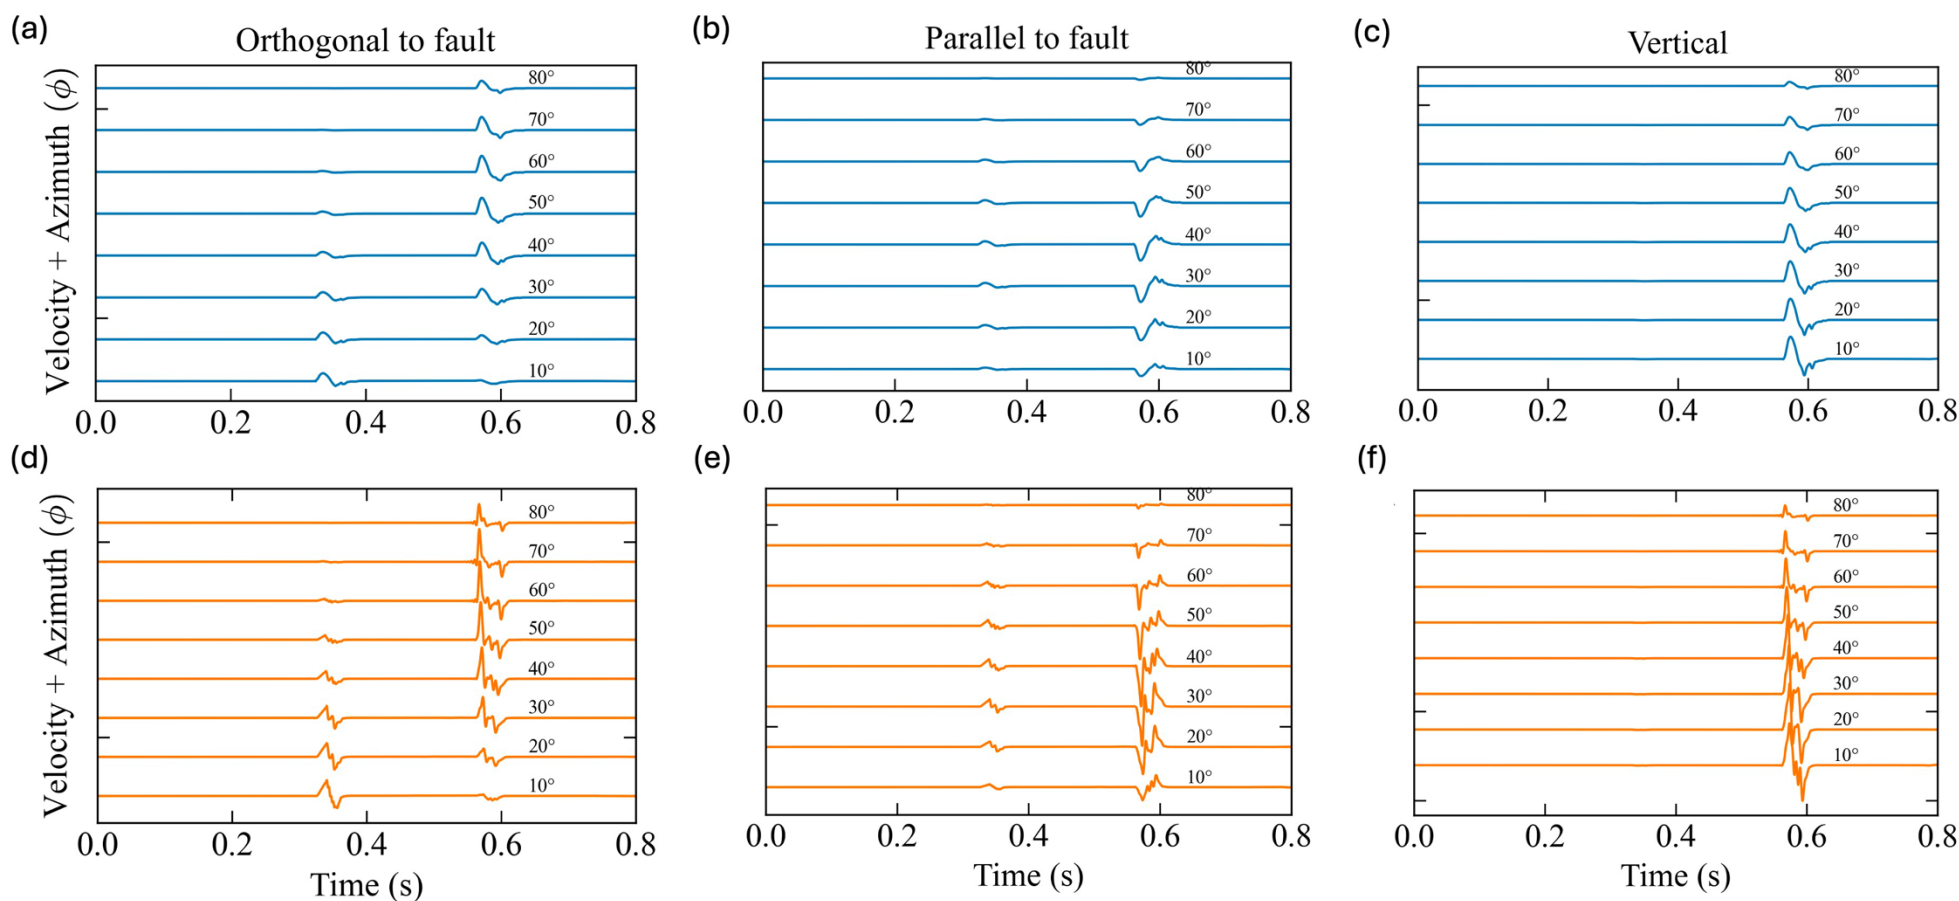 (a)
Orthogonal to fault
Velocity + Azimuth (ϕ)
80°
70°
60°
50°
40°
30°
20°
10°
0.0 0.2 0.4 0.6 0.8
(b)
Parallel to fault
80°
70°
60°
50°
40°
30°
20°
10°
0.0 0.2 0.4 0.6 0.8
(c)
Vertical
80°
70°
60°
50°
40°
30°
20°
10°
0.0 0.2 0.4 0.6 0.8
(d)
Velocity + Azimuth (ϕ)
80°
70°
60°
50°
40°
30°
20°
10°
0.0 0.2 0.4 0.6 0.8
Time (s)
(e)
80°
70°
60°
50°
40°
30°
20°
10°
0.0 0.2 0.4 0.6 0.8
Time (s)
(f)
80°
70°
60°
50°
40°
30°
20°
10°
0.0 0.2 0.4 0.6 0.8
Time (s)